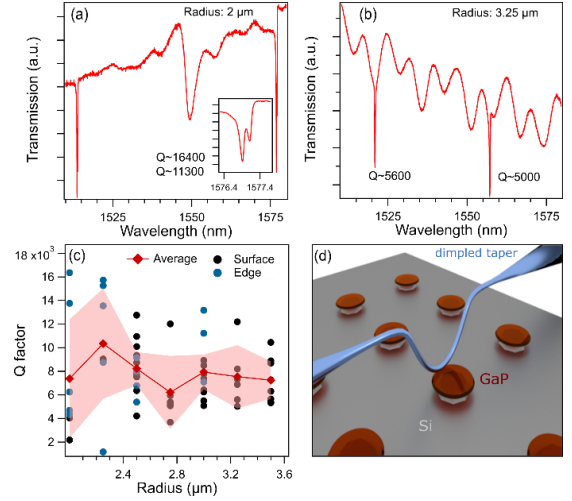 (a)
Radius: 2 µm
Transmission (a.u.)
Q~16400
Q~11300
1576.4
1577.4
1525
1550
1575
Wavelength (nm)
(b)
Radius: 3.25 µm
Transmission (a.u.)
Q~5600
Q~5000
1525
1550
1575
Wavelength (nm)
(c)
18 x10³
16
14
12
10
8
6
4
2
Q factor
Average
Surface
Edge
2.4
2.8
3.2
3.6
Radius (µm)
dimpled taper
(d)
GaP
Si